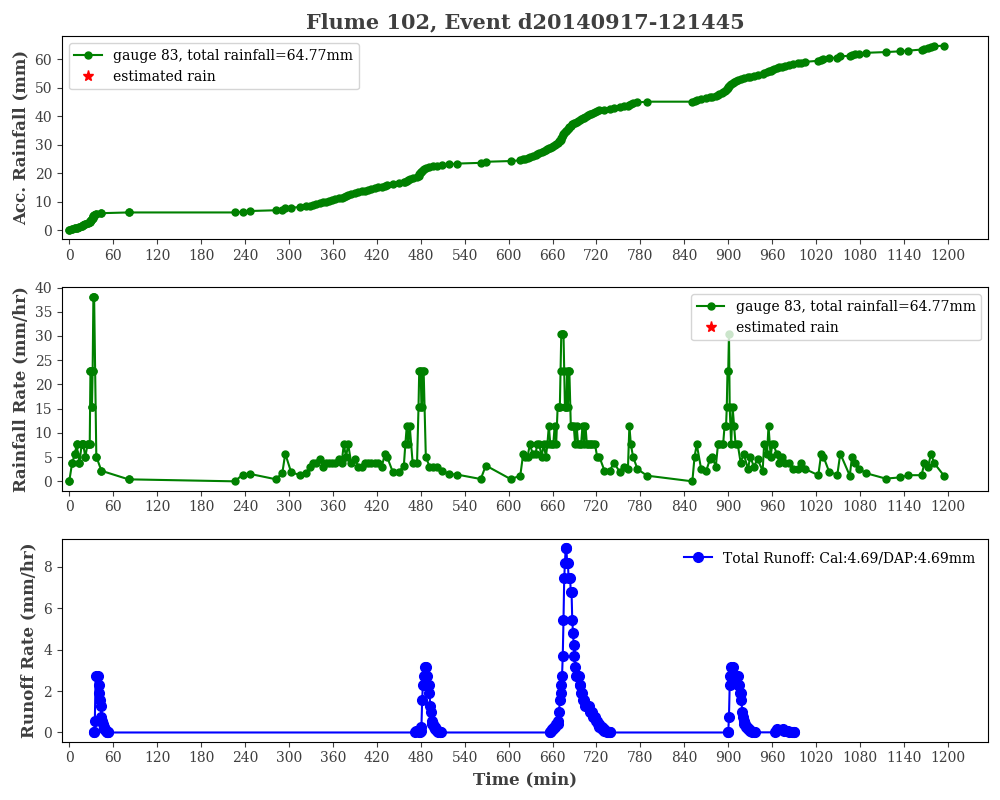 Flume 102, Event d20140917-121445
Acc. Rainfall (mm)
60
50
40
30
20
10
0
gauge 83, total rainfall=64.77mm
estimated rain
0 60 120 180 240 300 360 420 480 540 600 660 720 780 840 900 960 1020 1080 1140 1200
Rainfall Rate (mm/hr)
40
35
30
25
20
15
10
5
0
gauge 83, total rainfall=64.77mm
estimated rain
0 60 120 180 240 300 360 420 480 540 600 660 720 780 840 900 960 1020 1080 1140 1200
Runoff Rate (mm/hr)
8
6
4
2
0
Total Runoff: Cal:4.69/DAP:4.69mm
0 60 120 180 240 300 360 420 480 540 600 660 720 780 840 900 960 1020 1080 1140 1200
Time (min)